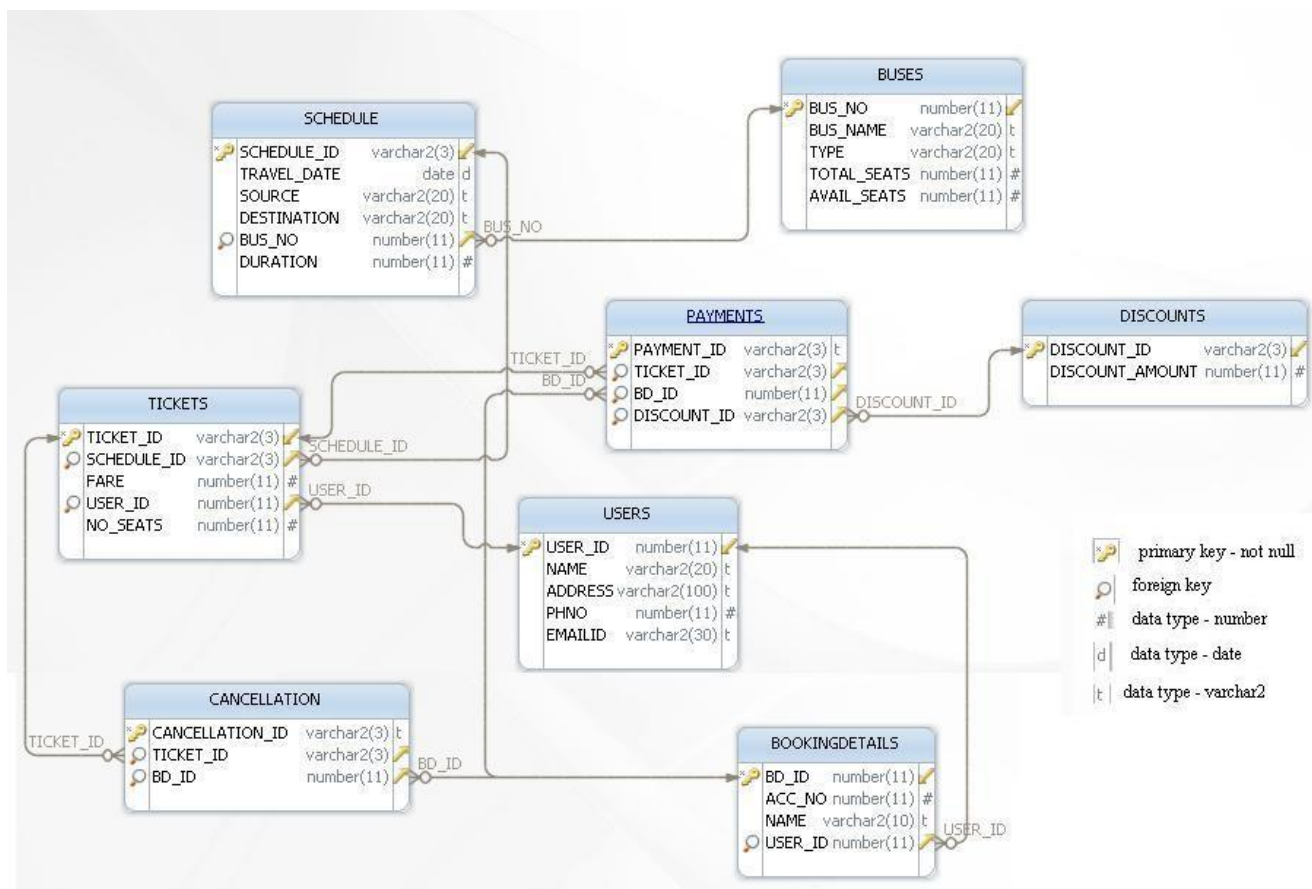 BUSES
BUS_NO number(11)
BUS_NAME varchar2(20) t
TYPE varchar2(20) t
TOTAL_SEATS number(11) #
AVAIL_SEATS number(11) #
SCHEDULE
SCHEDULE_ID varchar2(3)
TRAVEL_DATE date d
SOURCE varchar2(20) t
DESTINATION varchar2(20) t
BUS_NO number(11)
DURATION number(11) #
BUS_NO
PAYMENTS
PAYMENT_ID varchar2(3) t
TICKET_ID varchar2(3)
BD_ID number(11)
DISCOUNT_ID varchar2(3)
TICKET_ID
BD_ID
DISCOUNT_ID
DISCOUNTS
DISCOUNT_ID varchar2(3)
DISCOUNT_AMOUNT number(11) #
TICKETS
TICKET_ID varchar2(3)
SCHEDULE_ID varchar2(3)
FARE number(11) #
USER_ID number(11)
NO_SEATS number(11) #
SCHEDULE_ID
USER_ID
USERS
USER_ID number(11)
NAME varchar2(20) t
ADDRESS varchar2(100) t
PHNO number(11) #
EMAILID varchar2(30) t
primary key - not null
foreign key
# data type - number
d data type - date
t data type - varchar2
CANCELLATION
CANCELLATION_ID varchar2(3) t
TICKET_ID varchar2(3)
BD_ID number(11)
TICKET_ID
BD_ID
BOOKINGDETAILS
BD_ID number(11)
ACC_NO number(11) #
NAME varchar2(10) t
USER_ID number(11)
USER_ID